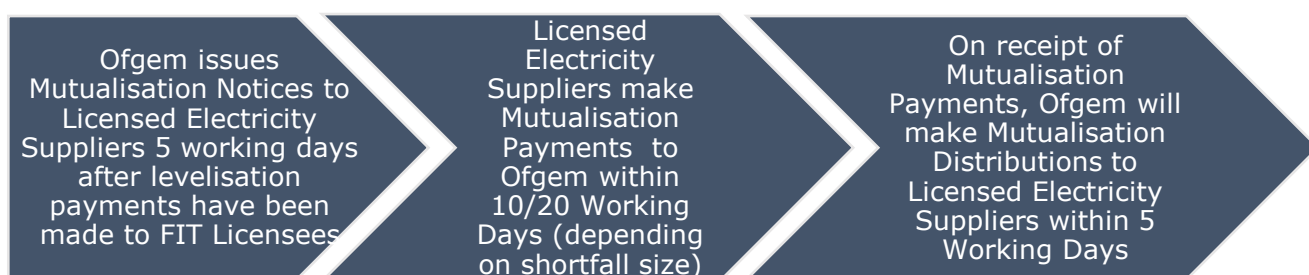 Ofgem issues
Mutualisation Notices to
Licensed Electricity
Suppliers 5 working days
after levelisation
payments have been
made to FIT Licensees
Licensed
Electricity
Suppliers make
Mutualisation
Payments to
Ofgem within
10/20 Working
Days (depending
on shortfall size)
On receipt of
Mutualisation
Payments, Ofgem will
make Mutualisation
Distributions to
Licensed Electricity
Suppliers within 5
Working Days